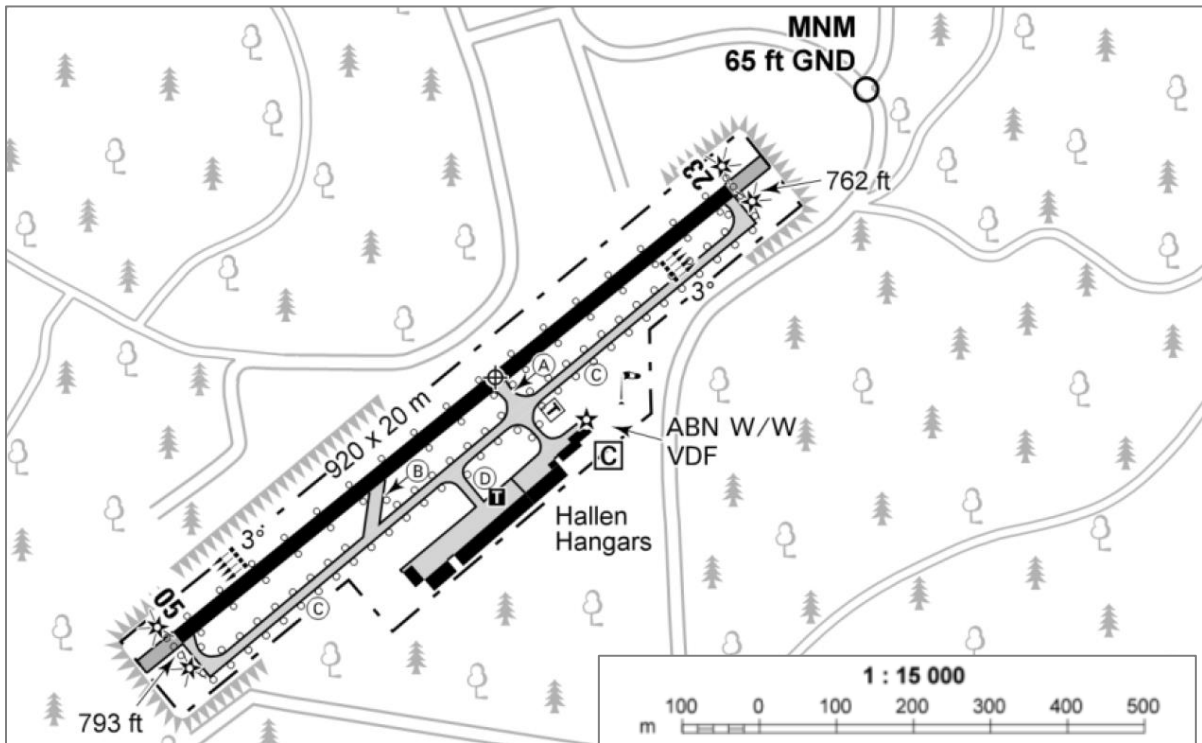 MNM
65 ft GND
23
762 ft
3°
920 x 20 m
A
C
T
ABN W/W
VDF
C
B
D
T
Hallen
Hangars
3°
05
C
793 ft
1 : 15 000
m 100 0 100 200 300 400 500